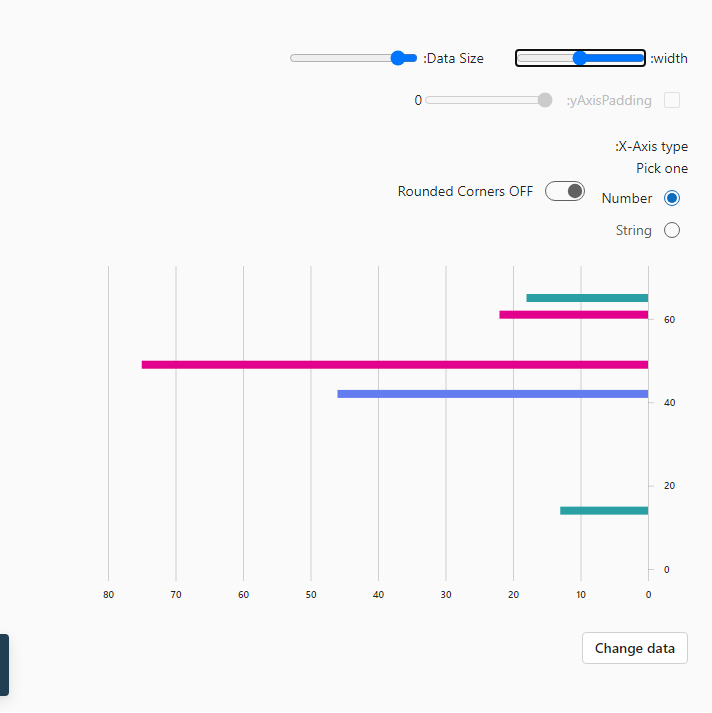 :width
:Data Size
:yAxisPadding
0
:X-Axis type
Pick one
Number
Rounded Corners OFF
String
60
40
20
0
80 70 60 50 40 30 20 10 0
Change data